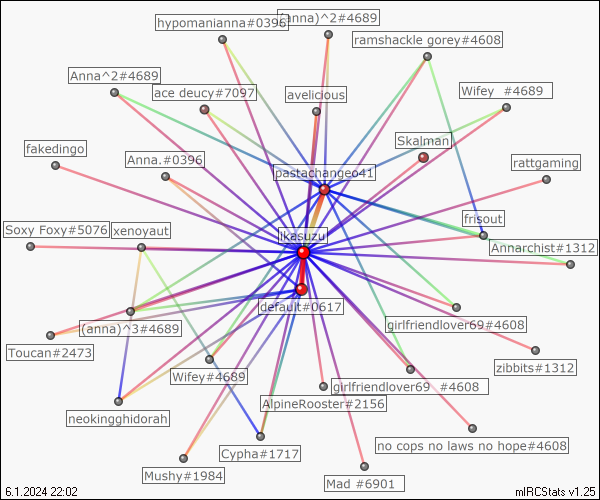 hypomanianna#0396
(anna)^2#4689
ramshackle gorey#4608
Anna^2#4689
ace deucy#7097
avelicious
Wifey _#4689
Skalman
fakedingo
Anna.#0396
pastachangeo41
rattgaming
frisout
Soxy Foxy#5076
xenoyaut
ikasuzu
Annarchist#1312
default#0617
(anna)^3#4689
girlfriendlover69#4608
Toucan#2473
zibbits#1312
Wifey#4689
girlfriendlover69 _#4608
neokingghidorah
AlpineRooster#2156
no cops no laws no hope#4608
Cypha#1717
Mushy#1984
Mad #6901
6.1.2024 22:02
mIRCStats v1.25